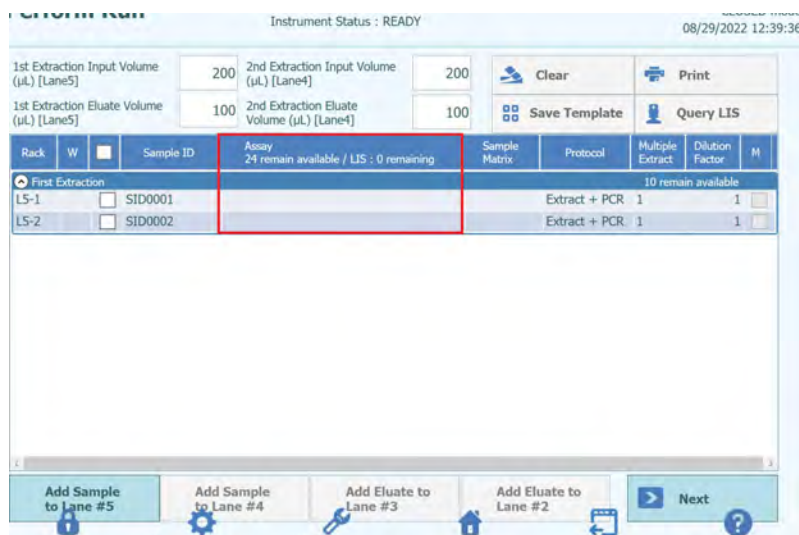 Perform Run
Instrument Status : READY
08/29/2022 12:39:36
1st Extraction Input Volume
(µL) [Lane5]
200
2nd Extraction Input Volume
(µL) [Lane4]
200
Clear
Print
1st Extraction Eluate Volume
(µL) [Lane5]
100
2nd Extraction Eluate
Volume (µL) [Lane4]
100
Save Template
Query LIS
Rack
W
Sample ID
Assay
24 remain available / LIS : 0 remaining
Sample
Matrix
Protocol
Multiple
Extract
Dilution
Factor
M
First Extraction
10 remain available
L5-1
SID0001
Extract + PCR
1
1
L5-2
SID0002
Extract + PCR
1
1
Add Sample
to Lane #5
Add Sample
to Lane #4
Add Eluate to
Lane #3
Add Eluate to
Lane #2
Next